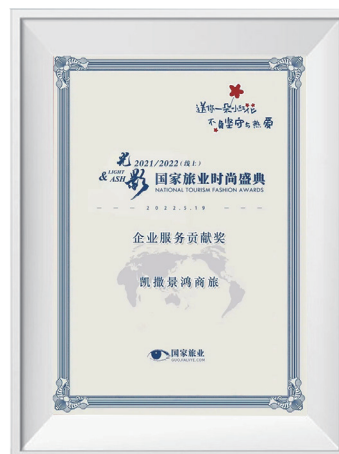 送你一朵小红花
不负坚守与热爱
光影
LIGHT
& ASH
2021/2022（线上）
国家旅业时尚盛典
NATIONAL TOURISM FASHION AWARDS
2022.5.19
企业服务贡献奖
凯撒景鸿商旅
国家旅业